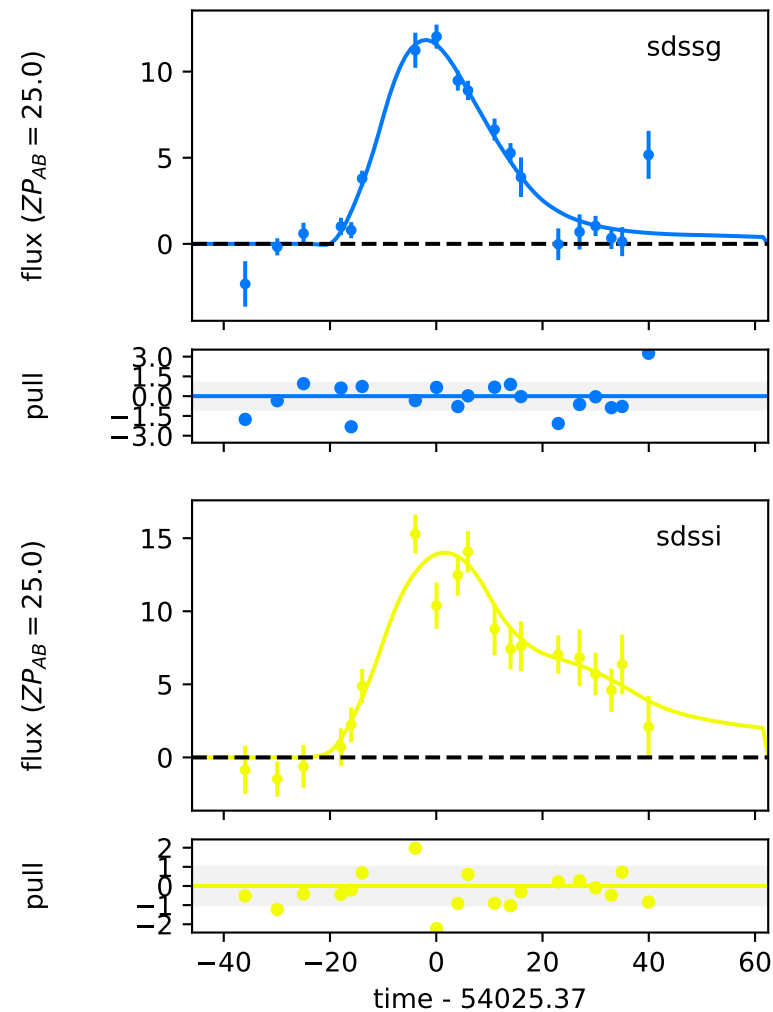 sdssg
flux (ZP_AB = 25.0)
10
5
0
pull
3.0
1.5
0.0
−1.5
−3.0
sdssi
flux (ZP_AB = 25.0)
15
10
5
0
pull
2
1
0
−1
−2
−40 −20 0 20 40 60
time - 54025.37